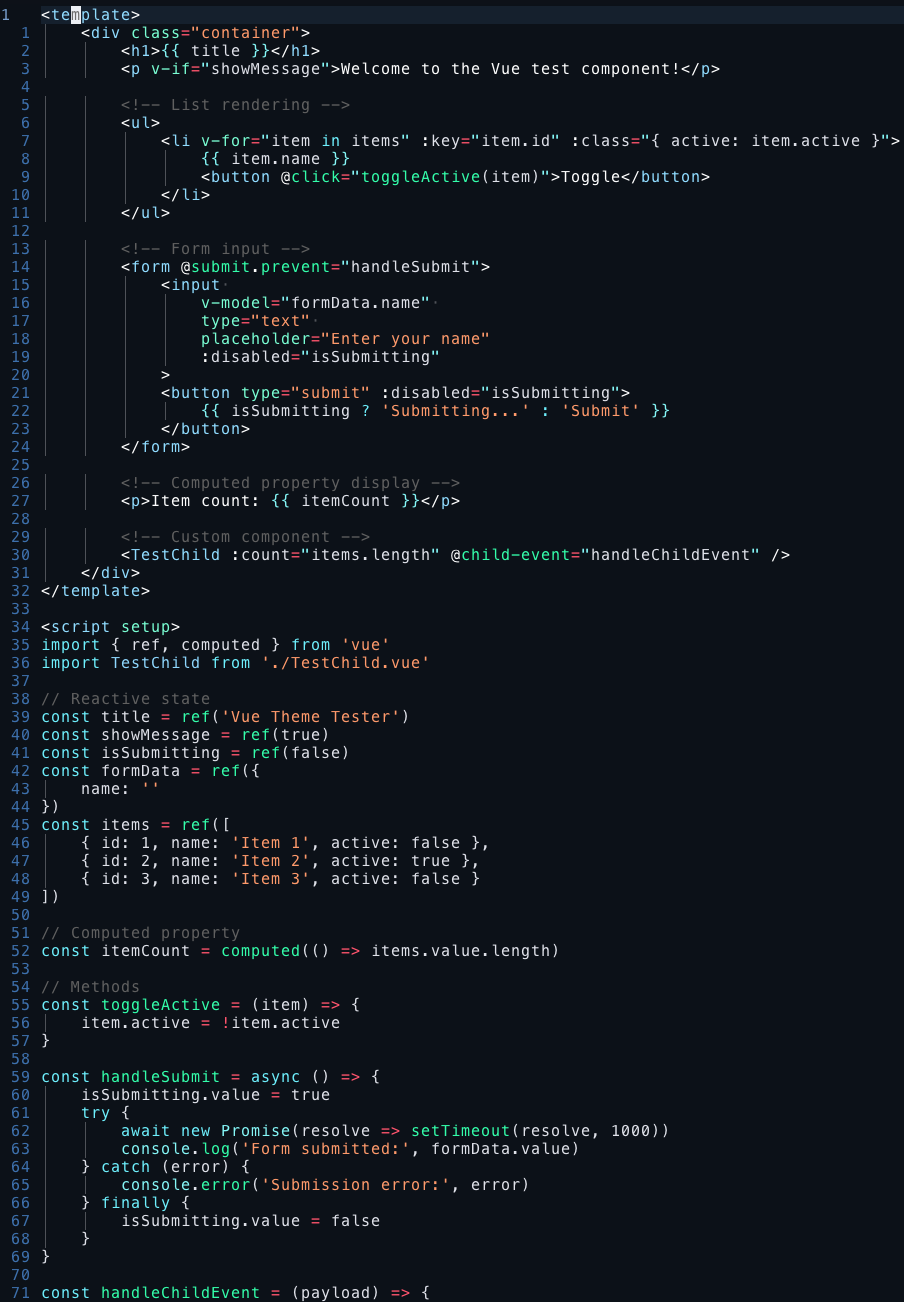 1 <template>
1 <div class="container">
2 <h1>{{ title }}</h1>
3 <p v-if="showMessage">Welcome to the Vue test component!</p>
4
5 <!-- List rendering -->
6 <ul>
7 <li v-for="item in items" :key="item.id" :class="{ active: item.active }">
8 {{ item.name }}
9 <button @click="toggleActive(item)">Toggle</button>
10 </li>
11 </ul>
12
13 <!-- Form input -->
14 <form @submit.prevent="handleSubmit">
15 <input·
16 v-model="formData.name"·
17 type="text"·
18 placeholder="Enter your name"
19 :disabled="isSubmitting"
20 >
21 <button type="submit" :disabled="isSubmitting">
22 {{ isSubmitting ? 'Submitting...' : 'Submit' }}
23 </button>
24 </form>
25
26 <!-- Computed property display -->
27 <p>Item count: {{ itemCount }}</p>
28
29 <!-- Custom component -->
30 <TestChild :count="items.length" @child-event="handleChildEvent" />
31 </div>
32 </template>
33
34 <script setup>
35 import { ref, computed } from 'vue'
36 import TestChild from './TestChild.vue'
37
38 // Reactive state
39 const title = ref('Vue Theme Tester')
40 const showMessage = ref(true)
41 const isSubmitting = ref(false)
42 const formData = ref({
43 name: ''
44 })
45 const items = ref([
46 { id: 1, name: 'Item 1', active: false },
47 { id: 2, name: 'Item 2', active: true },
48 { id: 3, name: 'Item 3', active: false }
49 ])
50
51 // Computed property
52 const itemCount = computed(() => items.value.length)
53
54 // Methods
55 const toggleActive = (item) => {
56 item.active = !item.active
57 }
58
59 const handleSubmit = async () => {
60 isSubmitting.value = true
61 try {
62 await new Promise(resolve => setTimeout(resolve, 1000))
63 console.log('Form submitted:', formData.value)
64 } catch (error) {
65 console.error('Submission error:', error)
66 } finally {
67 isSubmitting.value = false
68 }
69 }
70
71 const handleChildEvent = (payload) => {